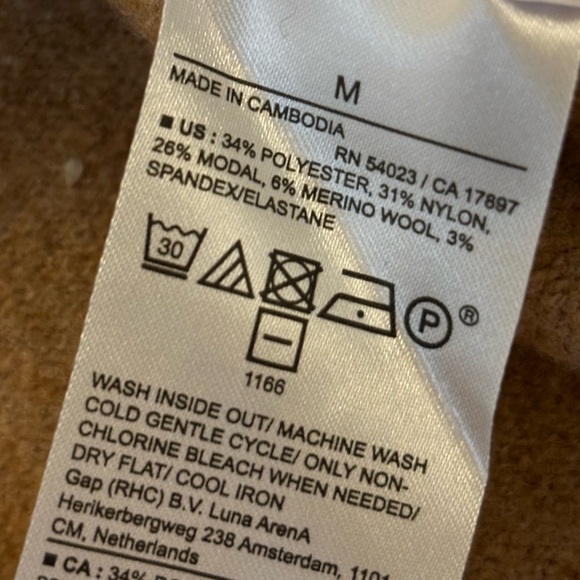 M
MADE IN CAMBODIA
RN 54023 / CA 17897
■ US : 34% POLYESTER, 31% NYLON,
26% MODAL, 6% MERINO WOOL, 3%
SPANDEX/ELASTANE
30
P ®
1166
WASH INSIDE OUT/ MACHINE WASH
COLD GENTLE CYCLE/ ONLY NON-
CHLORINE BLEACH WHEN NEEDED/
DRY FLAT/ COOL IRON
Gap (RHC) B.V. Luna ArenA
Herikerbergweg 238 Amsterdam, 1101
CM, Netherlands
■ CA : 34%